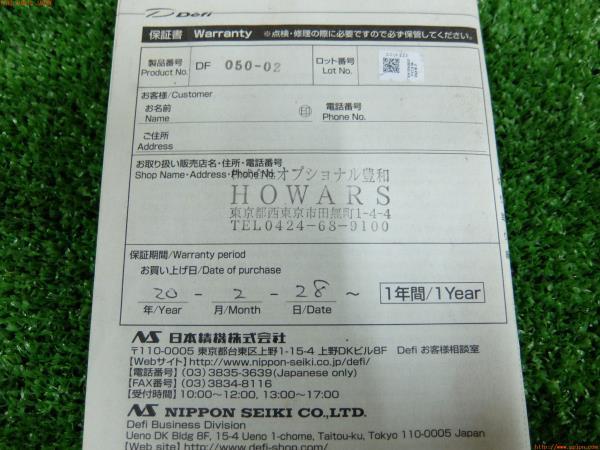 Defi
保証書 Warranty ※点検・修理の際に必要ですので必ず保管してください。
製品番号 DF 050-02 ロット番号
Product No. Lot No.
お客様/Customer
お名前 印 電話番号
Name Phone No.
ご住所
Address
お取り扱い販売店名・住所・電話番号
Shop Name・Address・Phone No. オプショナル豊和
HOWARS
東京都西東京市田無町1-4-4
TEL0424-68-9100
保証期間/Warranty period
お買い上げ日/Date of purchase
20 - 2 - 28 ~ 1年間/1Year
年/Year 月/Month 日/Date
NS 日本精機株式会社
〒110-0005 東京都台東区上野1-15-4 上野DKビル8F Defi お客様相談室
【Webサイト】http://www.nippon-seiki.co.jp/defi/
【電話番号】(03)3835-3639(Japanese only)
【FAX番号】(03)3834-8116
【受付時間】10:00~12:00, 13:00~17:00
NS NIPPON SEIKI CO.,LTD.
Defi Business Division
Ueno DK Bldg 8F, 15-4 Ueno 1-chome, Taitou-ku, Tokyo 110-0005 Japan
Web site】http://www.defi-shop.com/